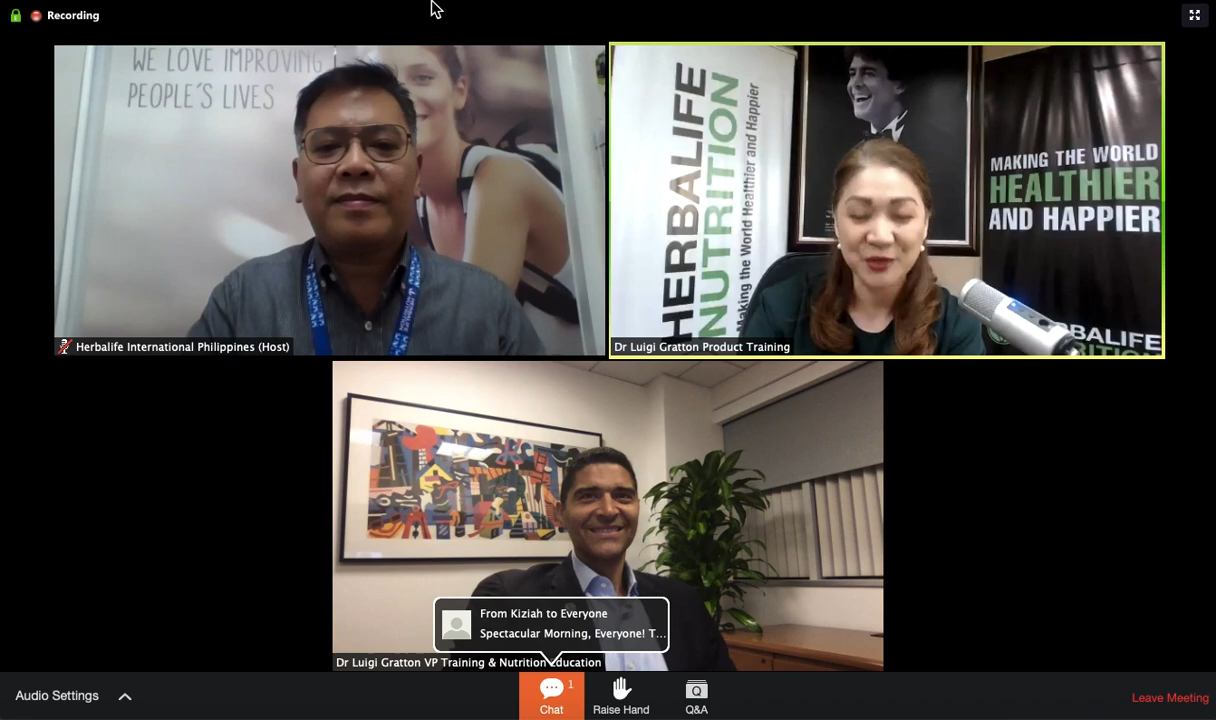 Recording
WE LOVE IMPROVING
PEOPLE'S LIVES
Herbalife International Philippines (Host)
HERBALIFE
NUTRITION
Making the World Healthier and Happier
MAKING THE WORLD
HEALTHIER
AND HAPPIER
Dr Luigi Gratton Product Training
From Kiziah to Everyone
Spectacular Morning, Everyone! T...
Dr Luigi Gratton VP Training & Nutrition Education
Audio Settings
1
Chat
Raise Hand
Q
Q&A
Leave Meeting